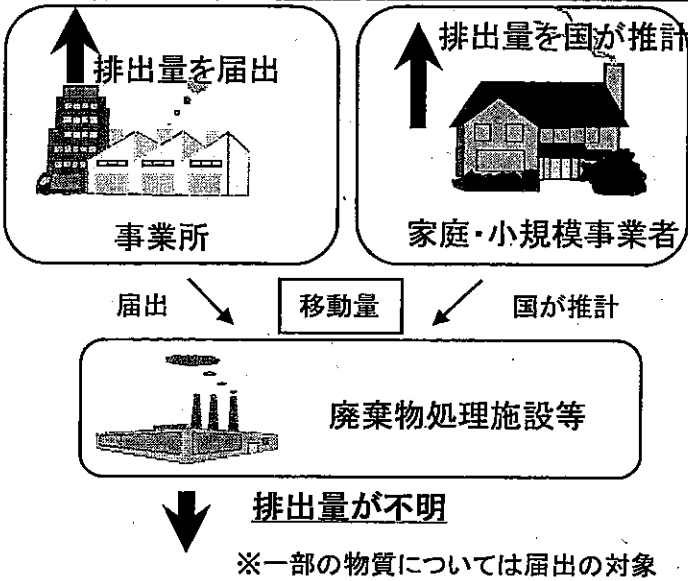 排出量を届出
排出量を国が推計
事業所
家庭・小規模事業者
届出
移動量
国が推計
廃棄物処理施設等
排出量が不明
※一部の物質については届出の対象